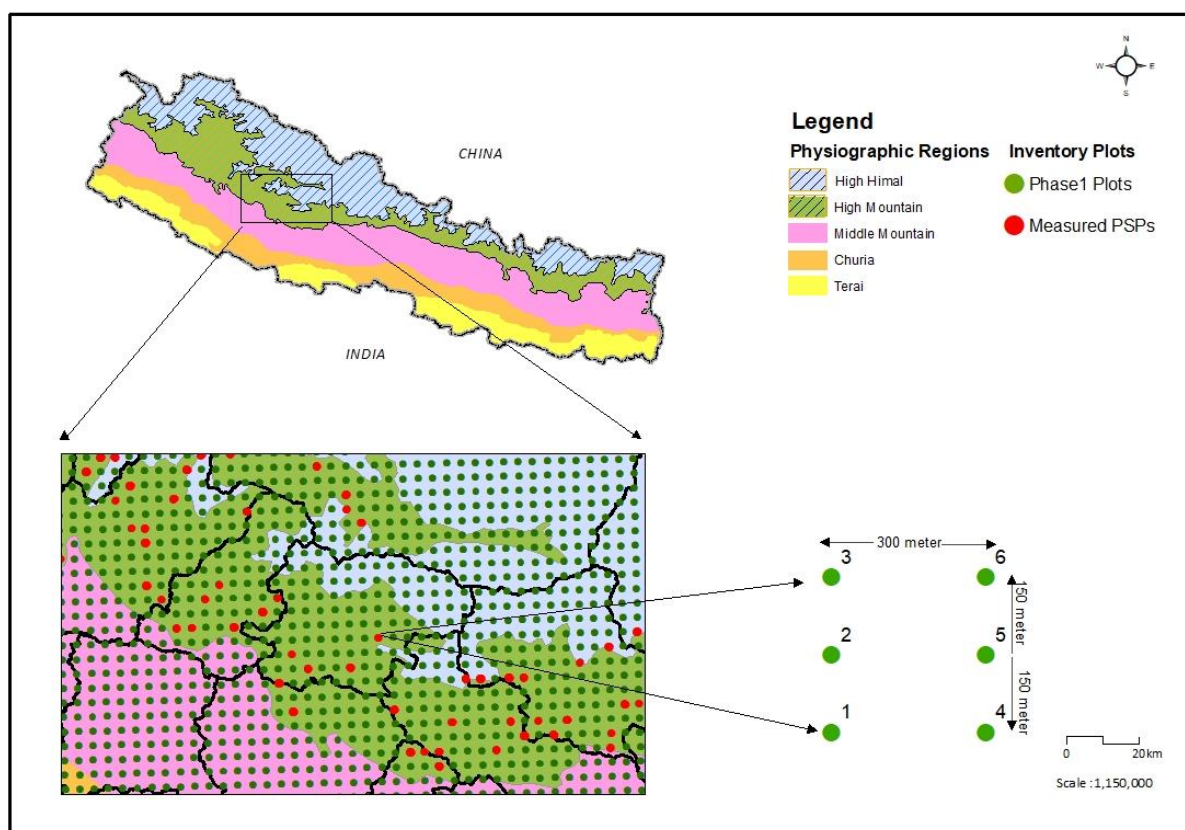 N
W E
S
CHINA
INDIA
Legend
Physiographic Regions
High Himal
High Mountain
Middle Mountain
Churia
Terai
Inventory Plots
Phase1 Plots
Measured PSPs
300 meter
3
6
150 meter
2
5
150 meter
1
4
0 20km
Scale :1,150,000